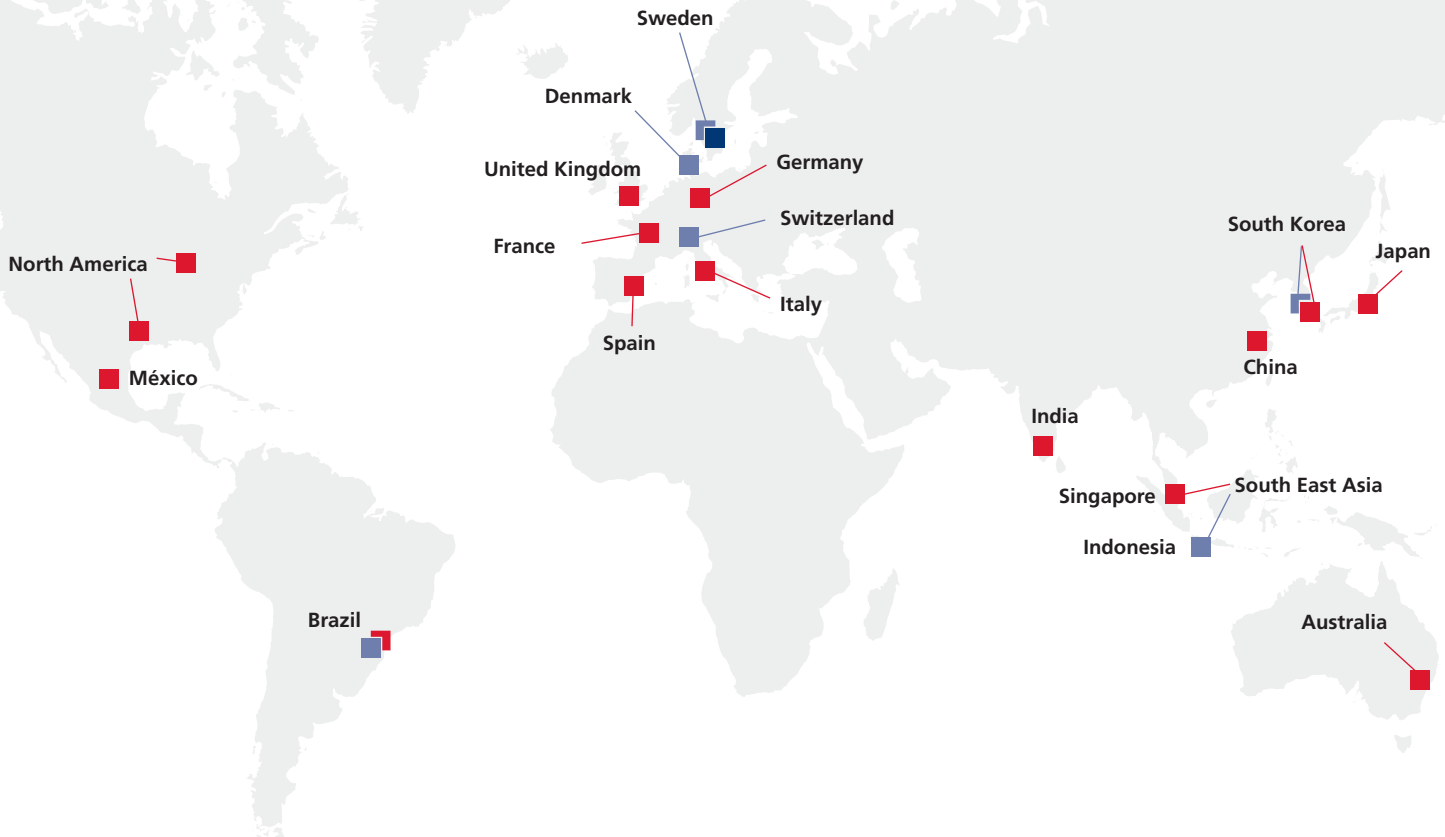 Sweden
Denmark
United Kingdom
Germany
Switzerland
France
South Korea
Japan
North America
Italy
Spain
China
México
India
Singapore
South East Asia
Indonesia
Brazil
Australia